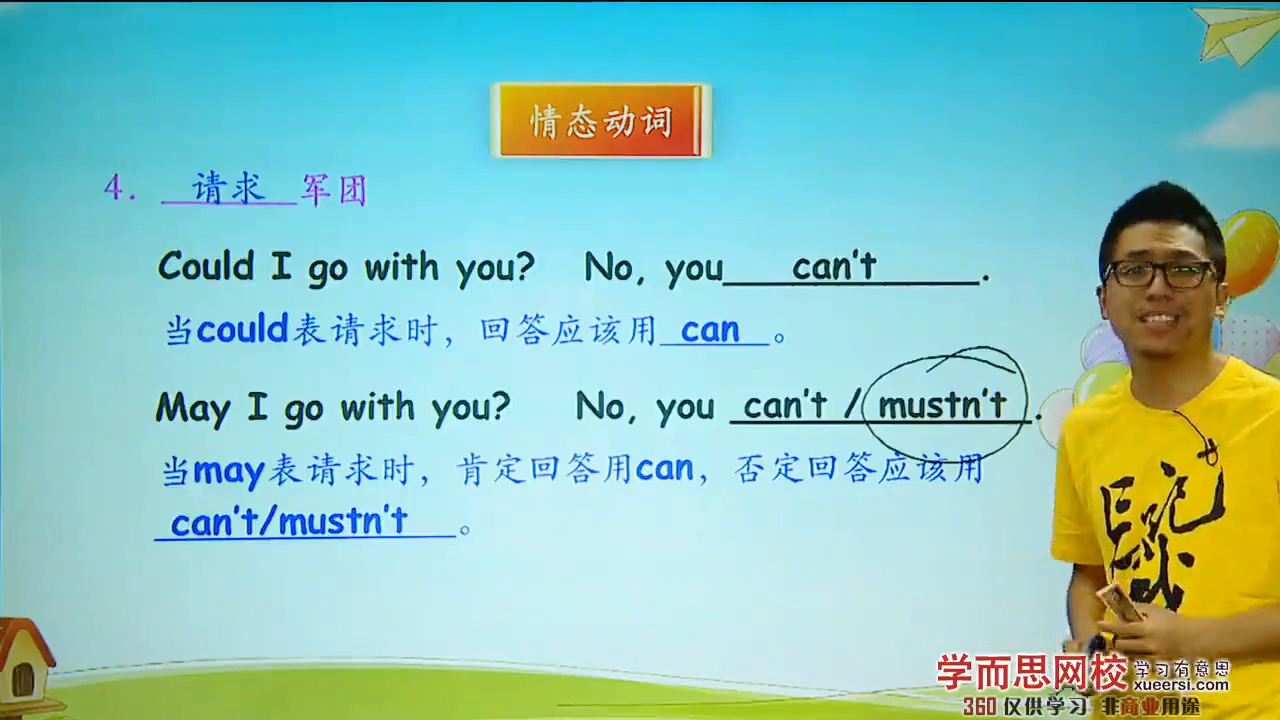 情态动词
4. 请求 军团
Could I go with you? No, you can't.
当could表请求时，回答应该用 can 。
May I go with you? No, you can't / mustn't.
当may表请求时，肯定回答用can，否定回答应该用
can't/mustn't 。
学而思网校 学习有意思
xueersi.com
360 仅供学习 非商业用途